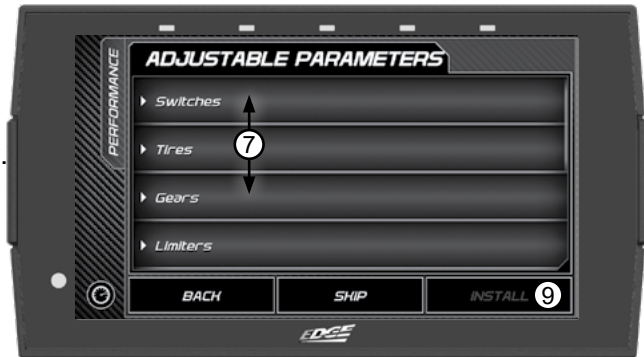 PERFORMANCE
ADJUSTABLE PARAMETERS
Switches
7
Tires
Gears
Limiters
BACK
SKIP
INSTALL 9
EDGE